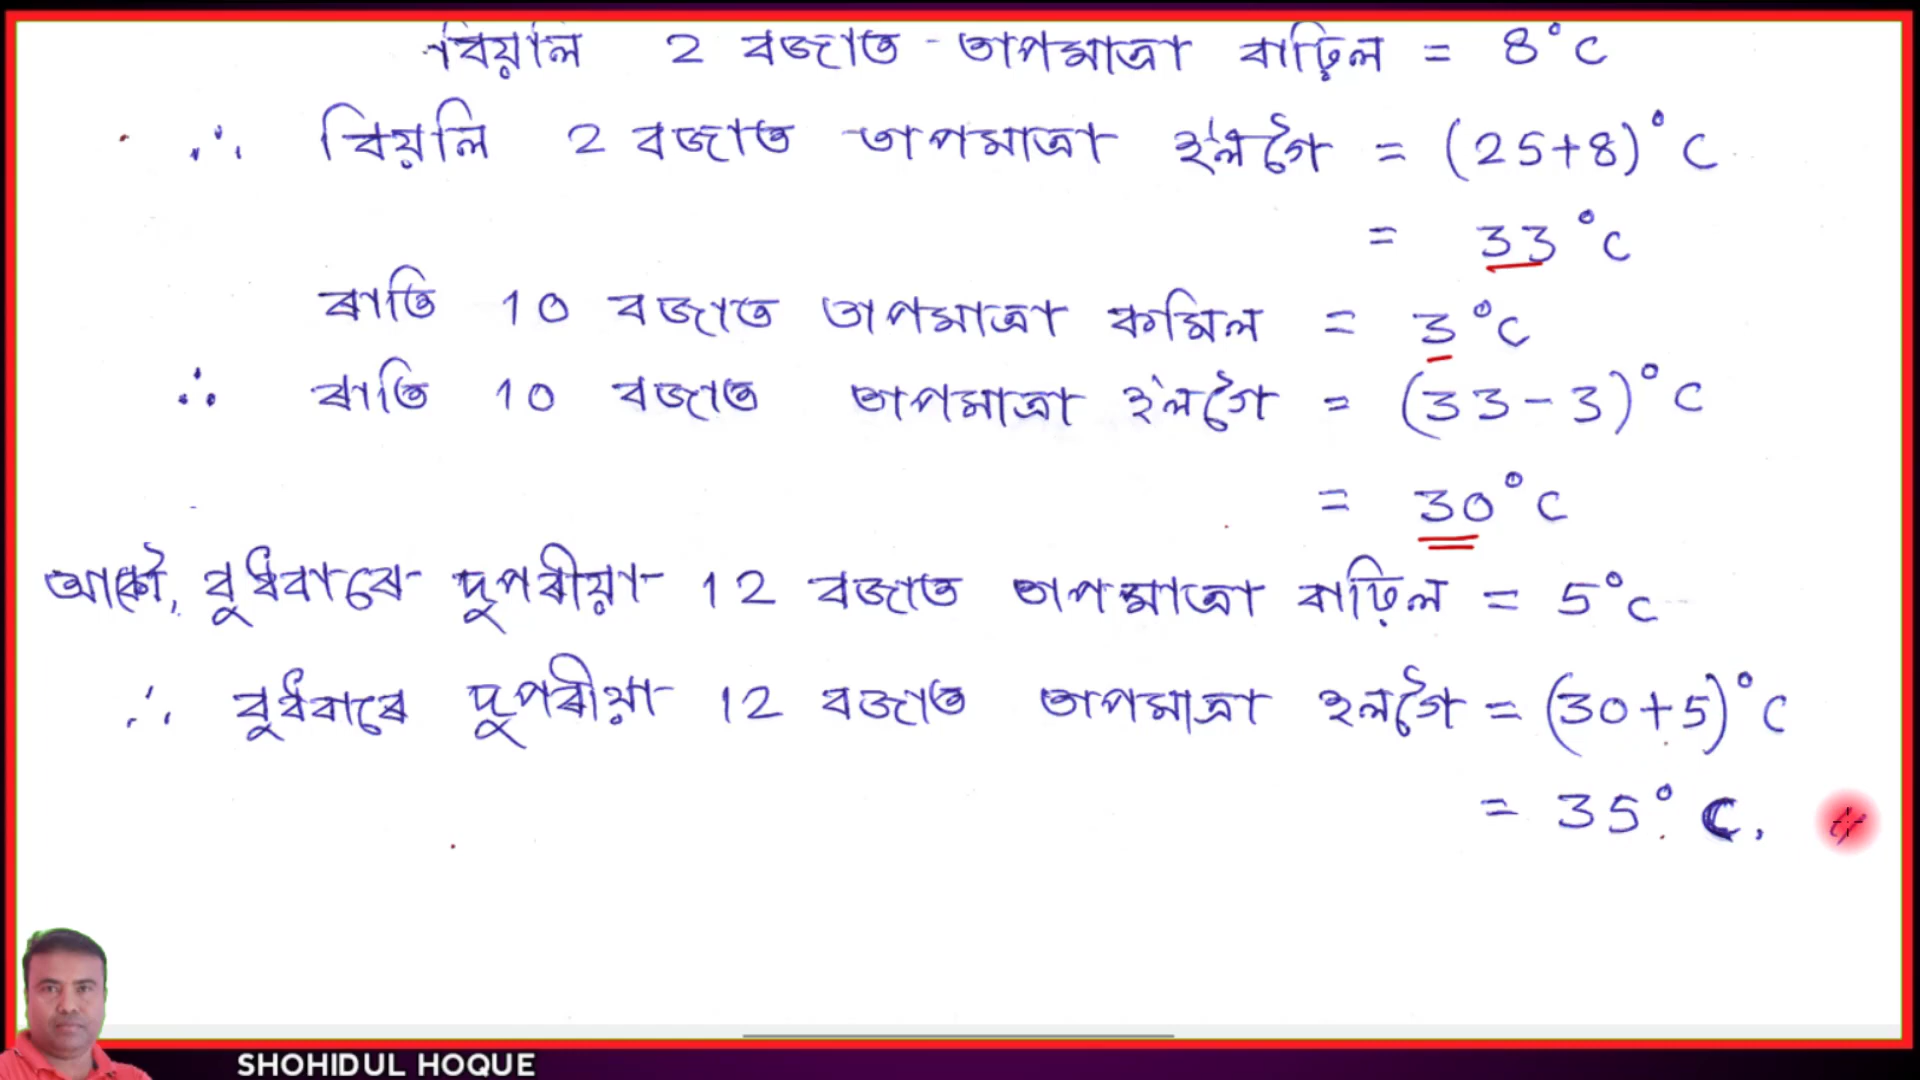 বিয়লি 2 বজাত তাপমাত্ৰা বাঢ়িল = 8°C
∴ বিয়লি 2 বজাত তাপমাত্ৰা হ'লগৈ = (25+8)°C
= 33°C
ৰাতি 10 বজাত তাপমাত্ৰা কমিল = 3°C
∴ ৰাতি 10 বজাত তাপমাত্ৰা হ'লগৈ = (33-3)°C
= 30°C
আকৌ, বুধবাৰে দুপৰীয়া 12 বজাত তাপমাত্ৰা বাঢ়িল = 5°C
∴ বুধবাৰে দুপৰীয়া 12 বজাত তাপমাত্ৰা হলগৈ = (30+5)°C
= 35°C,
SHOHIDUL HOQUE